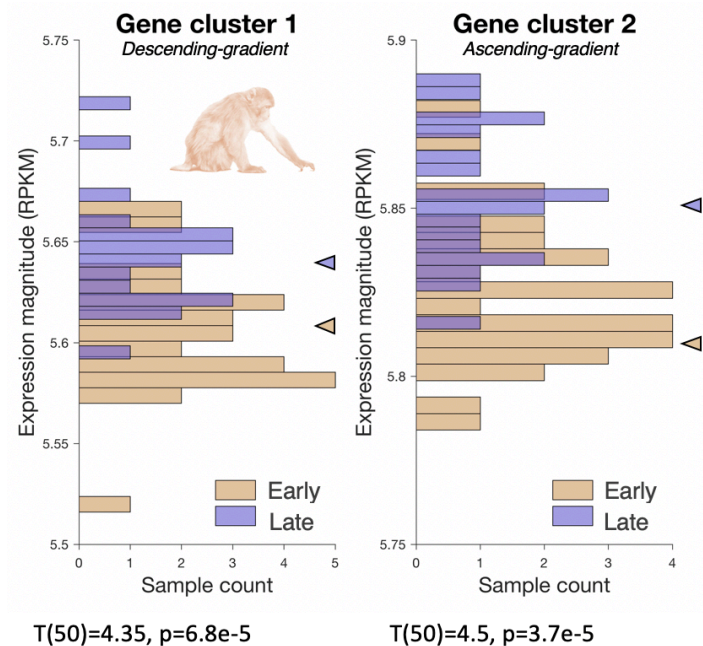 Gene cluster 1
Descending-gradient
5.75
5.7
5.65
5.6
5.55
5.5
Expression magnitude (RPKM)
Early
Late
0 1 2 3 4 5
Sample count
T(50)=4.35, p=6.8e-5
Gene cluster 2
Ascending-gradient
5.9
5.85
5.8
5.75
Expression magnitude (RPKM)
Early
Late
0 1 2 3 4
Sample count
T(50)=4.5, p=3.7e-5